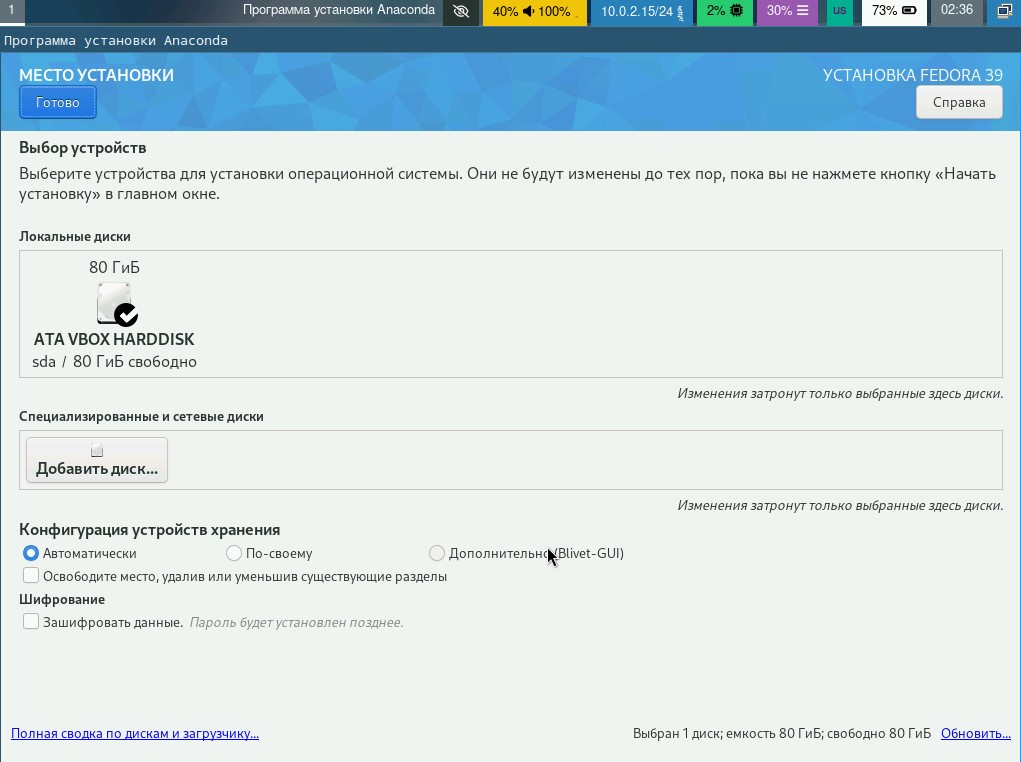 1 Программа установки Anaconda 40% 100% 10.0.2.15/24 2% 30% us 73% 02:36
Программа установки Anaconda
МЕСТО УСТАНОВКИ УСТАНОВКА FEDORA 39
Готово Справка
Выбор устройств
Выберите устройства для установки операционной системы. Они не будут изменены до тех пор, пока вы не нажмете кнопку «Начать
установку» в главном окне.
Локальные диски
80 ГиБ
ATA VBOX HARDDISK
sda / 80 ГиБ свободно
Изменения затронут только выбранные здесь диски.
Специализированные и сетевые диски
Добавить диск...
Изменения затронут только выбранные здесь диски.
Конфигурация устройств хранения
Автоматически По-своему Дополнительно (Blivet-GUI)
Освободите место, удалив или уменьшив существующие разделы
Шифрование
Зашифровать данные. Пароль будет установлен позднее.
Полная сводка по дискам и загрузчику... Выбран 1 диск; емкость 80 ГиБ; свободно 80 ГиБ Обновить...